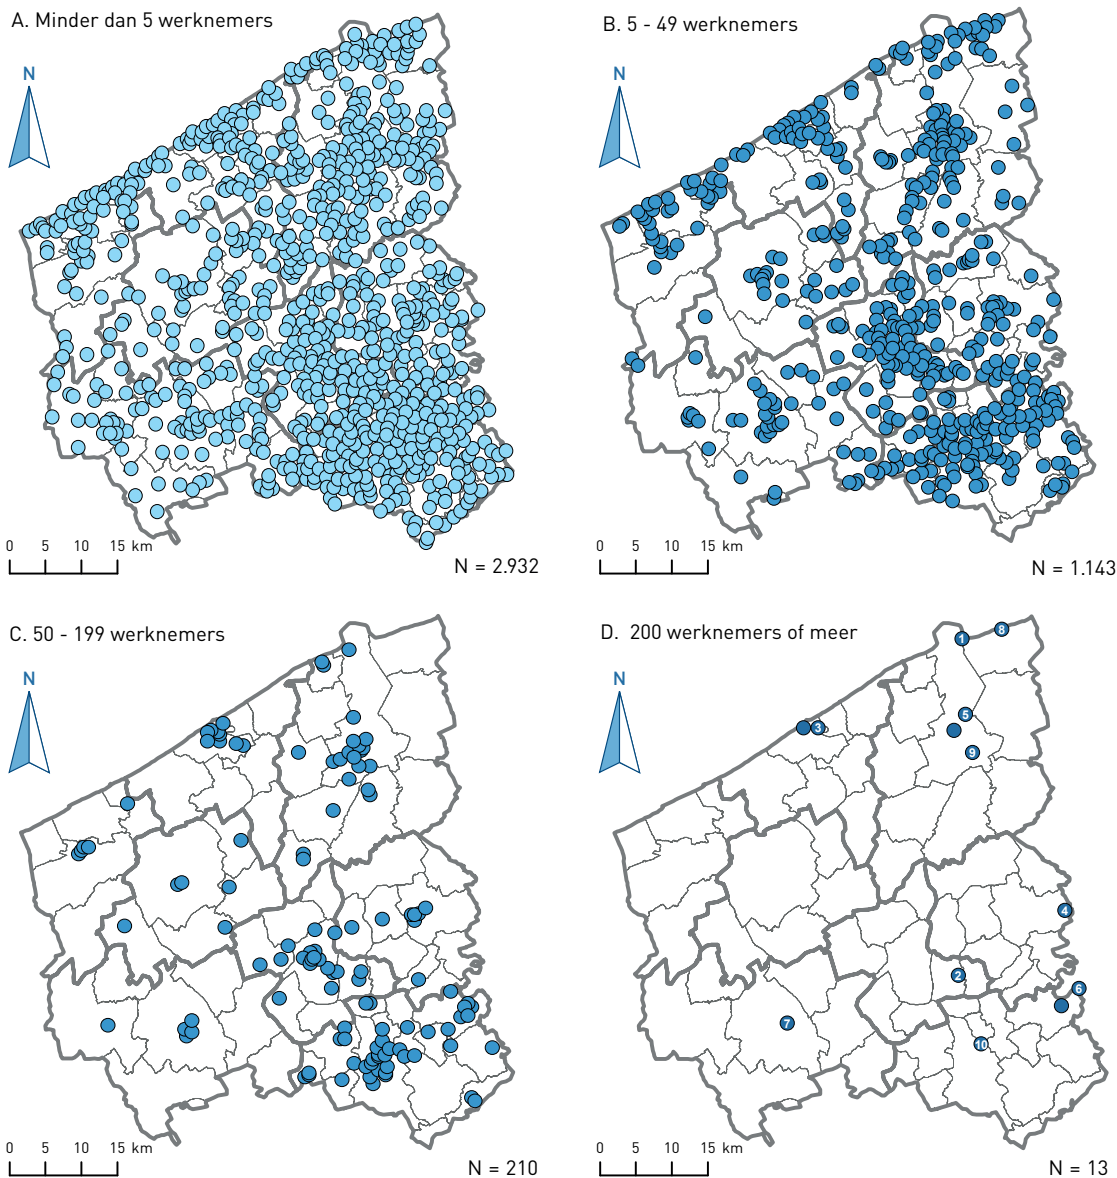 A. Minder dan 5 werknemers
N
0 5 10 15 km
N = 2.932
B. 5 - 49 werknemers
N
0 5 10 15 km
N = 1.143
C. 50 - 199 werknemers
N
0 5 10 15 km
N = 210
D. 200 werknemers of meer
N
1
8
3
5
9
4
2
6
7
10
0 5 10 15 km
N = 13